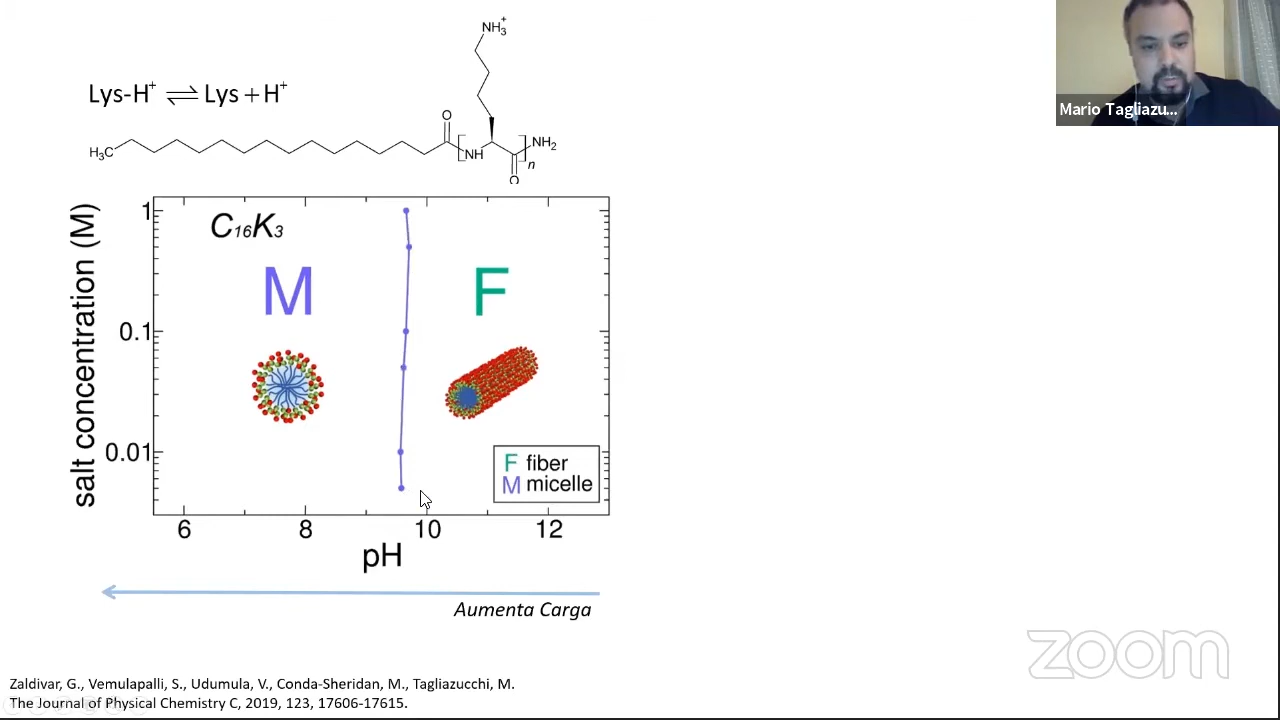 NH3+
Lys-H+ ⇌ Lys + H+
O
H3C
NH
NH2
n
O
Mario Tagliazu...
C16K3
M
F
salt concentration (M)
1
0.1
0.01
F fiber
M micelle
6 8 10 12
pH
Aumenta Carga
zoom
Zaldivar, G., Vemulapalli, S., Udumula, V., Conda-Sheridan, M., Tagliazucchi, M.
The Journal of Physical Chemistry C, 2019, 123, 17606-17615.